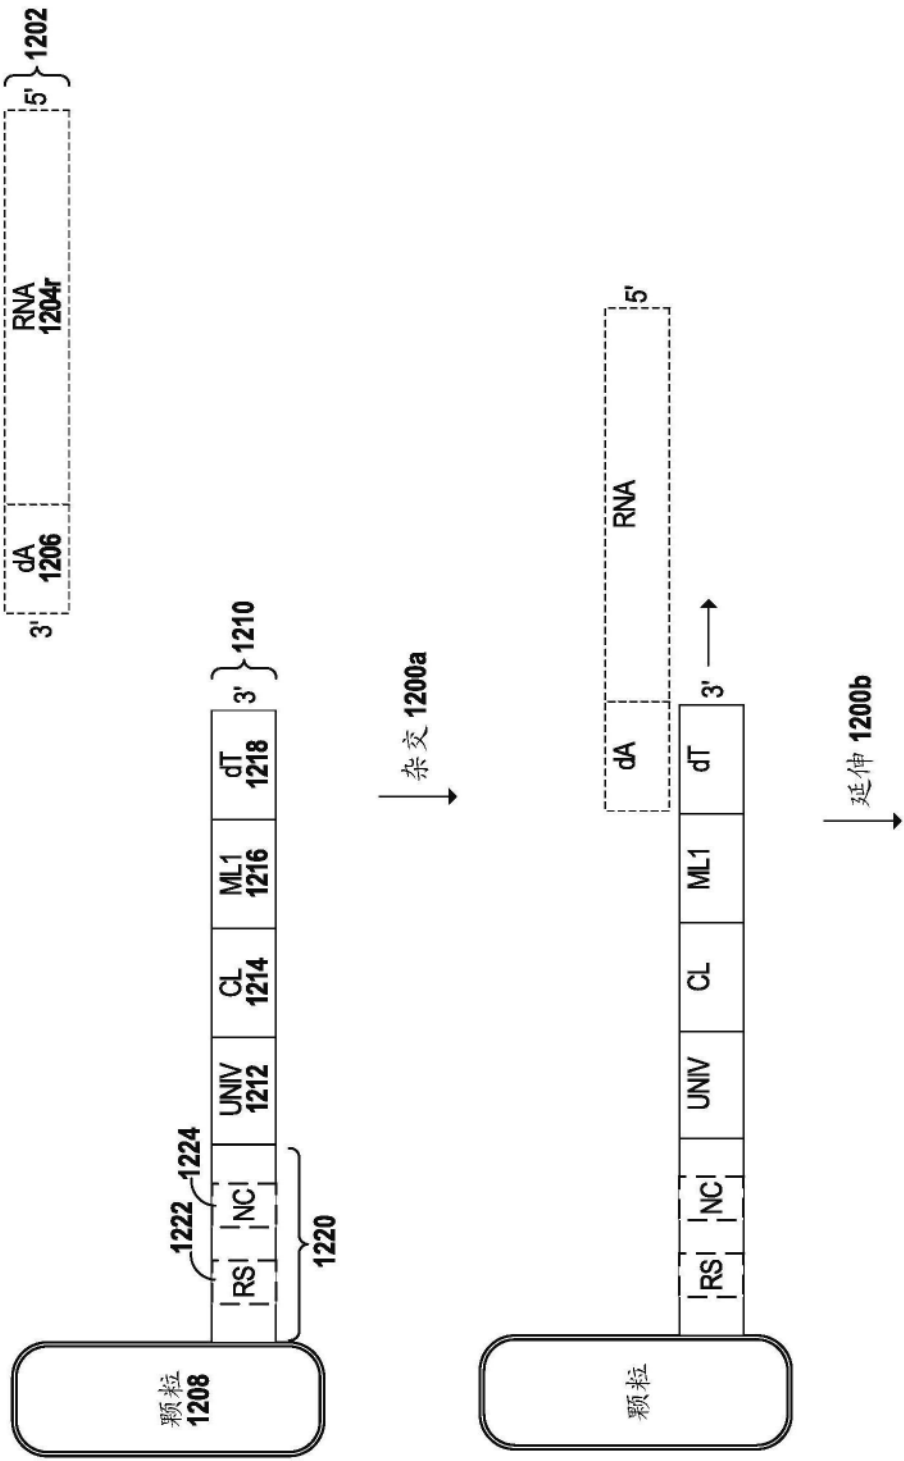 3'
dA
1206
RNA
1204r
5'
1202
颗粒
1208
RS
NC
1222
1224
1220
UNIV
1212
CL
1214
ML1
1216
dT
1218
3'
1210
杂交 1200a
dA
RNA
5'
颗粒
RS
NC
UNIV
CL
ML1
dT
3'
延伸 1200b